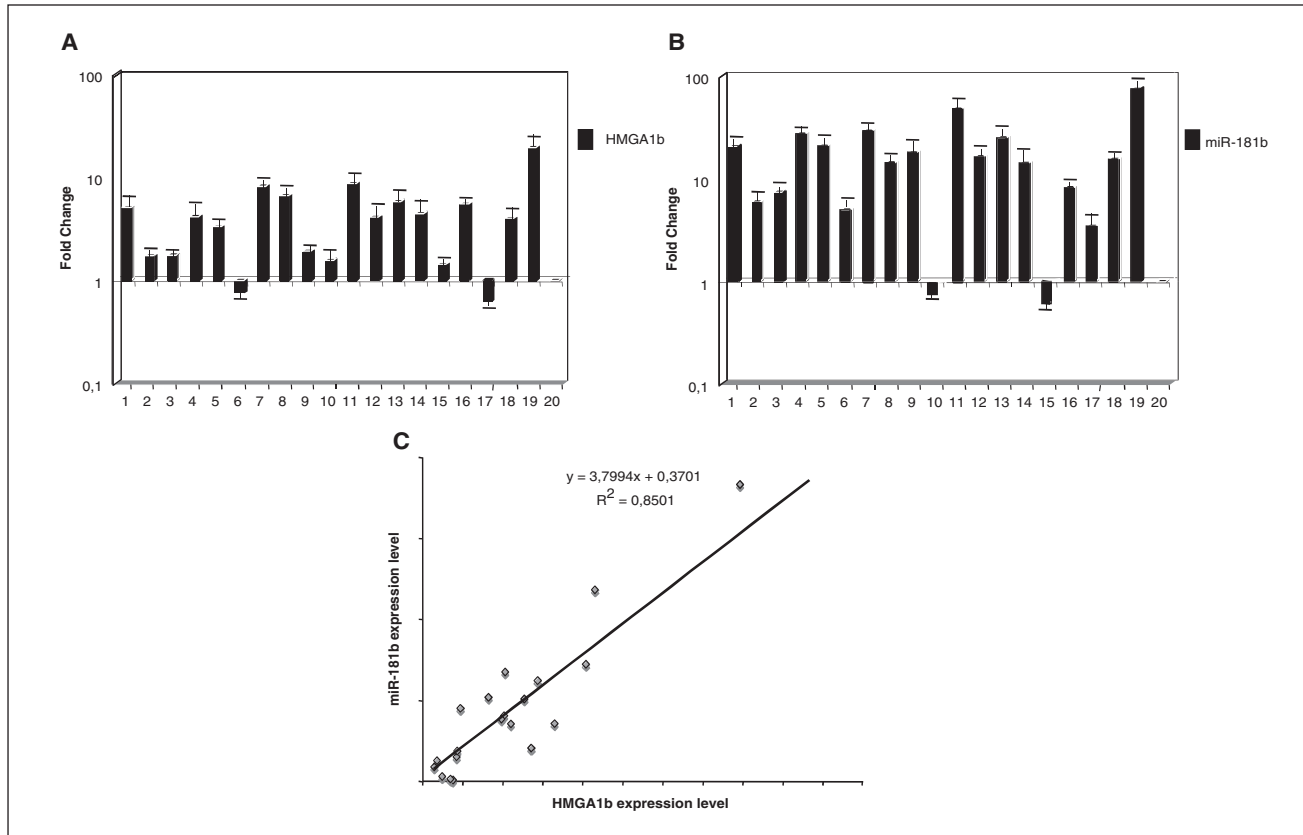 A
100
10
1
0,1
Fold Change
HMGA1b
1 2 3 4 5 6 7 8 9 10 11 12 13 14 15 16 17 18 19 20
B
100
10
1
0,1
Fold Change
miR-181b
1 2 3 4 5 6 7 8 9 10 11 12 13 14 15 16 17 18 19 20
C
y = 3,7994x + 0,3701
R2 = 0,8501
miR-181b expression level
HMGA1b expression level